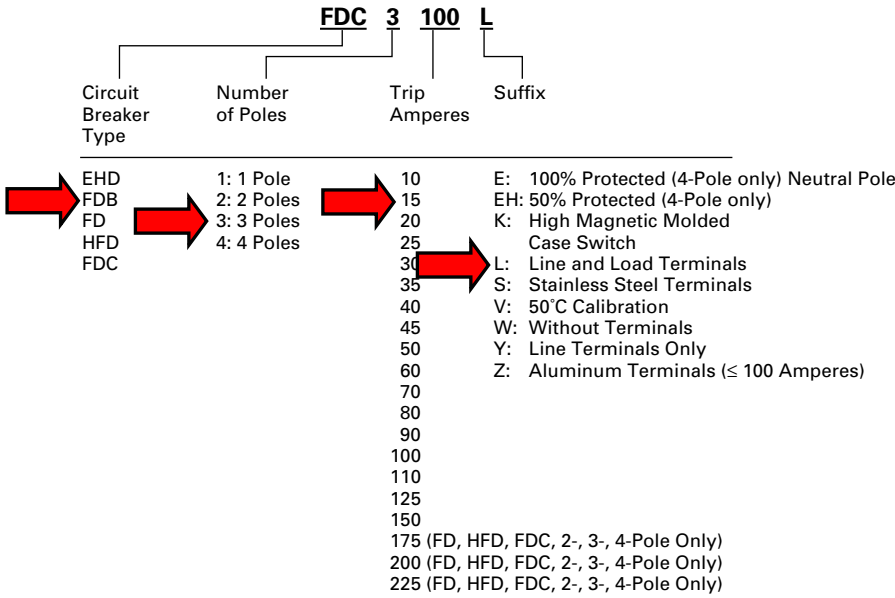 FDC 3 100 L
Circuit Breaker Type
Number of Poles
Trip Amperes
Suffix
EHD
FDB
FD
HFD
FDC
1: 1 Pole
2: 2 Poles
3: 3 Poles
4: 4 Poles
10
15
20
25
30
35
40
45
50
60
70
80
90
100
110
125
150
175 (FD, HFD, FDC, 2-, 3-, 4-Pole Only)
200 (FD, HFD, FDC, 2-, 3-, 4-Pole Only)
225 (FD, HFD, FDC, 2-, 3-, 4-Pole Only)
E: 100% Protected (4-Pole only) Neutral Pole
EH: 50% Protected (4-Pole only)
K: High Magnetic Molded
Case Switch
L: Line and Load Terminals
S: Stainless Steel Terminals
V: 50°C Calibration
W: Without Terminals
Y: Line Terminals Only
Z: Aluminum Terminals (≤ 100 Amperes)